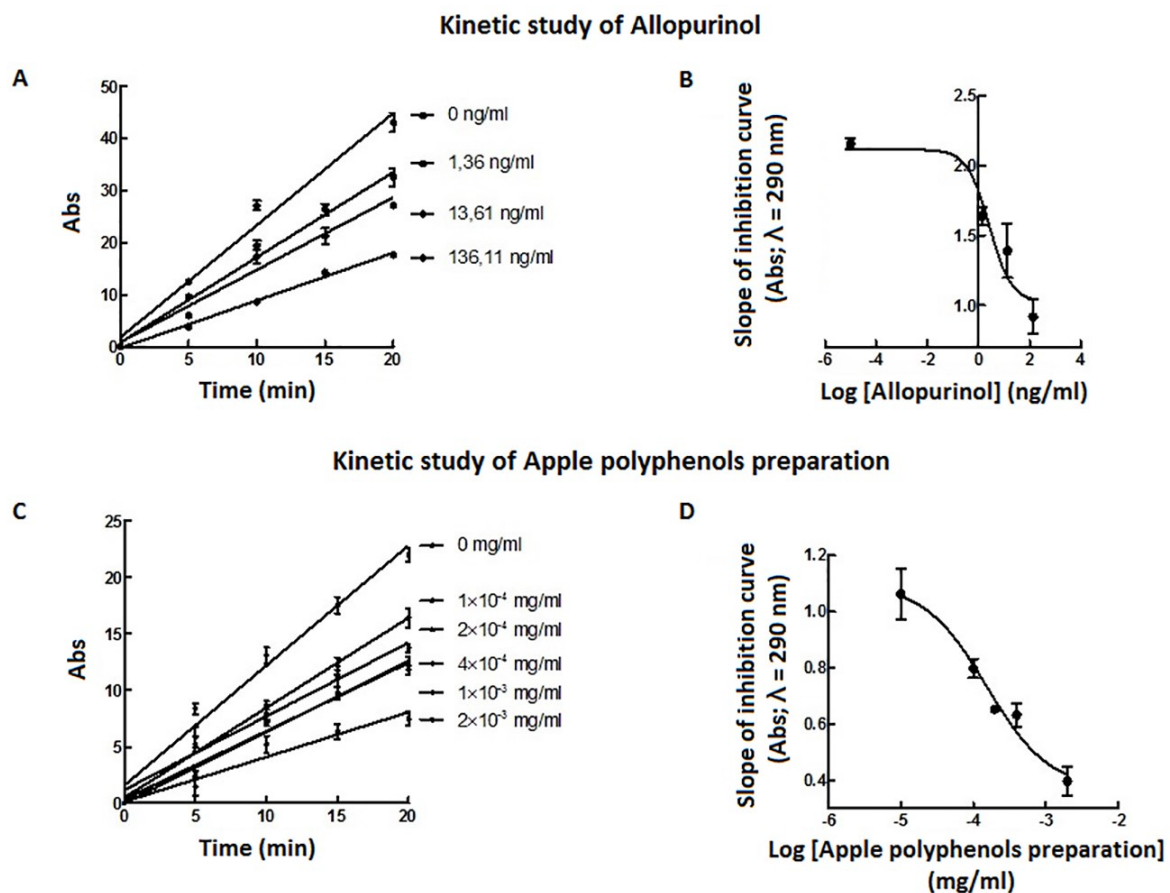 Kinetic study of Allopurinol
A
50
40
30
20
10
0
Abs
0 5 10 15 20
Time (min)
0 ng/ml
1,36 ng/ml
13,61 ng/ml
136,11 ng/ml
B
Slope of inhibition curve
(Abs; λ = 290 nm)
2.5
2.0
1.5
1.0
-6 -4 -2 0 2 4
Log [Allopurinol] (ng/ml)
Kinetic study of Apple polyphenols preparation
C
25
20
15
10
5
0
Abs
0 5 10 15 20
Time (min)
0 mg/ml
1×10⁻⁴ mg/ml
2×10⁻⁴ mg/ml
4×10⁻⁴ mg/ml
1×10⁻³ mg/ml
2×10⁻³ mg/ml
D
Slope of inhibition curve
(Abs; λ = 290 nm)
1.2
1.0
0.8
0.6
0.4
-6 -5 -4 -3 -2
Log [Apple polyphenols preparation]
(mg/ml)